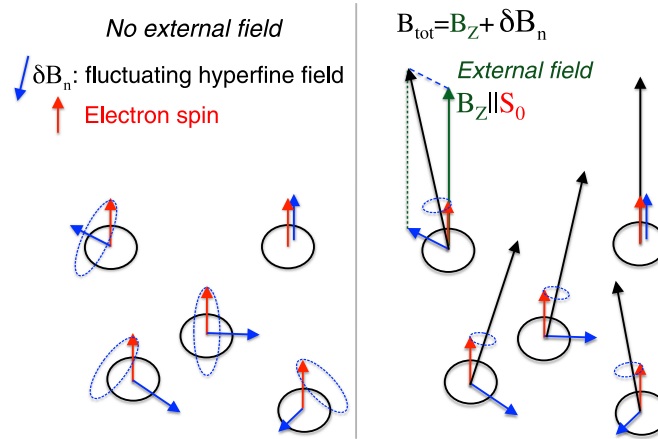 No external field
δBn: fluctuating hyperfine field
Electron spin
Btot=BZ+ δBn
External field
BZ||S0